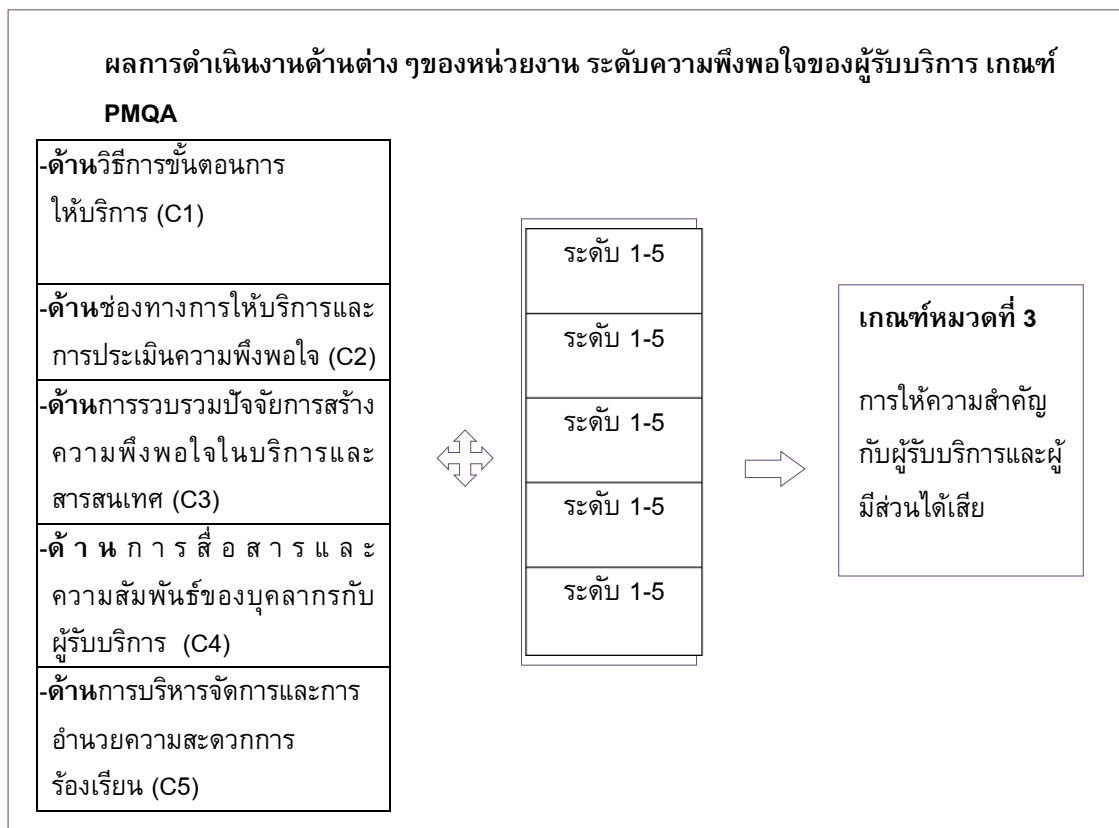 ผลการดำเนินงานด้านต่าง ๆของหน่วยงาน ระดับความพึงพอใจของผู้รับบริการ เกณฑ์
PMQA
-ด้านวิธีการขั้นตอนการ
ให้บริการ (C1)
-ด้านช่องทางการให้บริการและ
การประเมินความพึงพอใจ (C2)
-ด้านการรวบรวมปัจจัยการสร้าง
ความพึงพอใจในบริการและ
สารสนเทศ (C3)
-ด้านการสื่อสารและ
ความสัมพันธ์ของบุคลากรกับ
ผู้รับบริการ (C4)
-ด้านการบริหารจัดการและการ
อำนวยความสะดวกการ
ร้องเรียน (C5)
ระดับ 1-5
ระดับ 1-5
ระดับ 1-5
ระดับ 1-5
ระดับ 1-5
เกณฑ์หมวดที่ 3
การให้ความสำคัญ
กับผู้รับบริการและผู้
มีส่วนได้เสีย